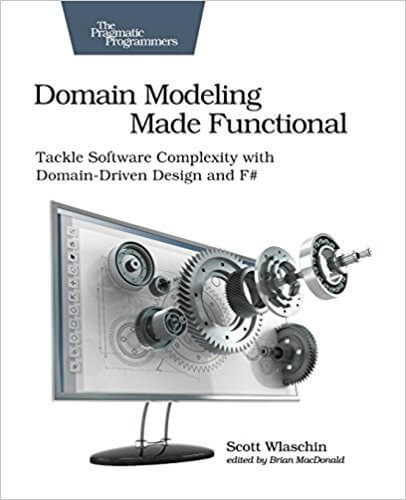 The
Pragmatic
Programmers
Domain Modeling
Made Functional
Tackle Software Complexity with
Domain-Driven Design and F#
Scott Wlaschin
edited by Brian MacDonald